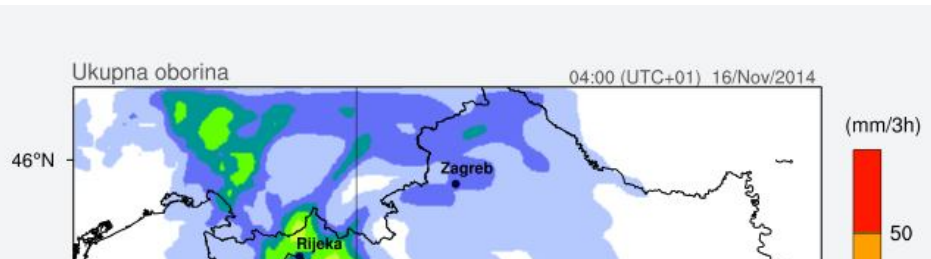 Ukupna oborina
04:00 (UTC+01) 16/Nov/2014
(mm/3h)
46°N
Zagreb
50
Rijeka